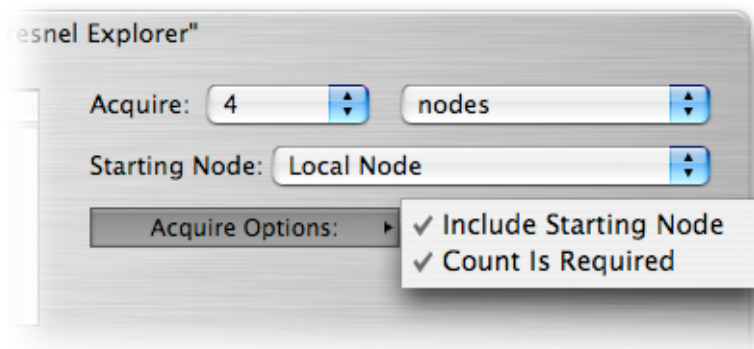 esnel Explorer"
Acquire: 4 nodes
Starting Node: Local Node
Acquire Options: ✓ Include Starting Node
✓ Count Is Required